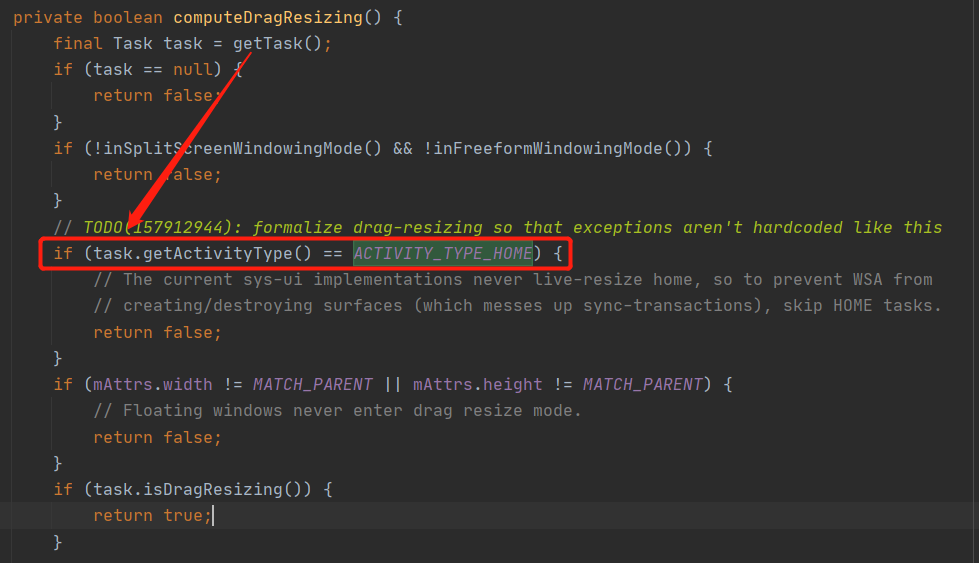 private boolean computeDragResizing() {
final Task task = getTask();
if (task == null) {
return false;
}
if (!inSplitScreenWindowingMode() && !inFreeformWindowingMode()) {
return false;
}
// TODO(157912944): formalize drag-resizing so that exceptions aren't hardcoded like this
if (task.getActivityType() == ACTIVITY_TYPE_HOME) {
// The current sys-ui implementations never live-resize home, so to prevent WSA from
// creating/destroying surfaces (which messes up sync-transactions), skip HOME tasks.
return false;
}
if (mAttrs.width != MATCH_PARENT || mAttrs.height != MATCH_PARENT) {
// Floating windows never enter drag resize mode.
return false;
}
if (task.isDragResizing()) {
return true;
}